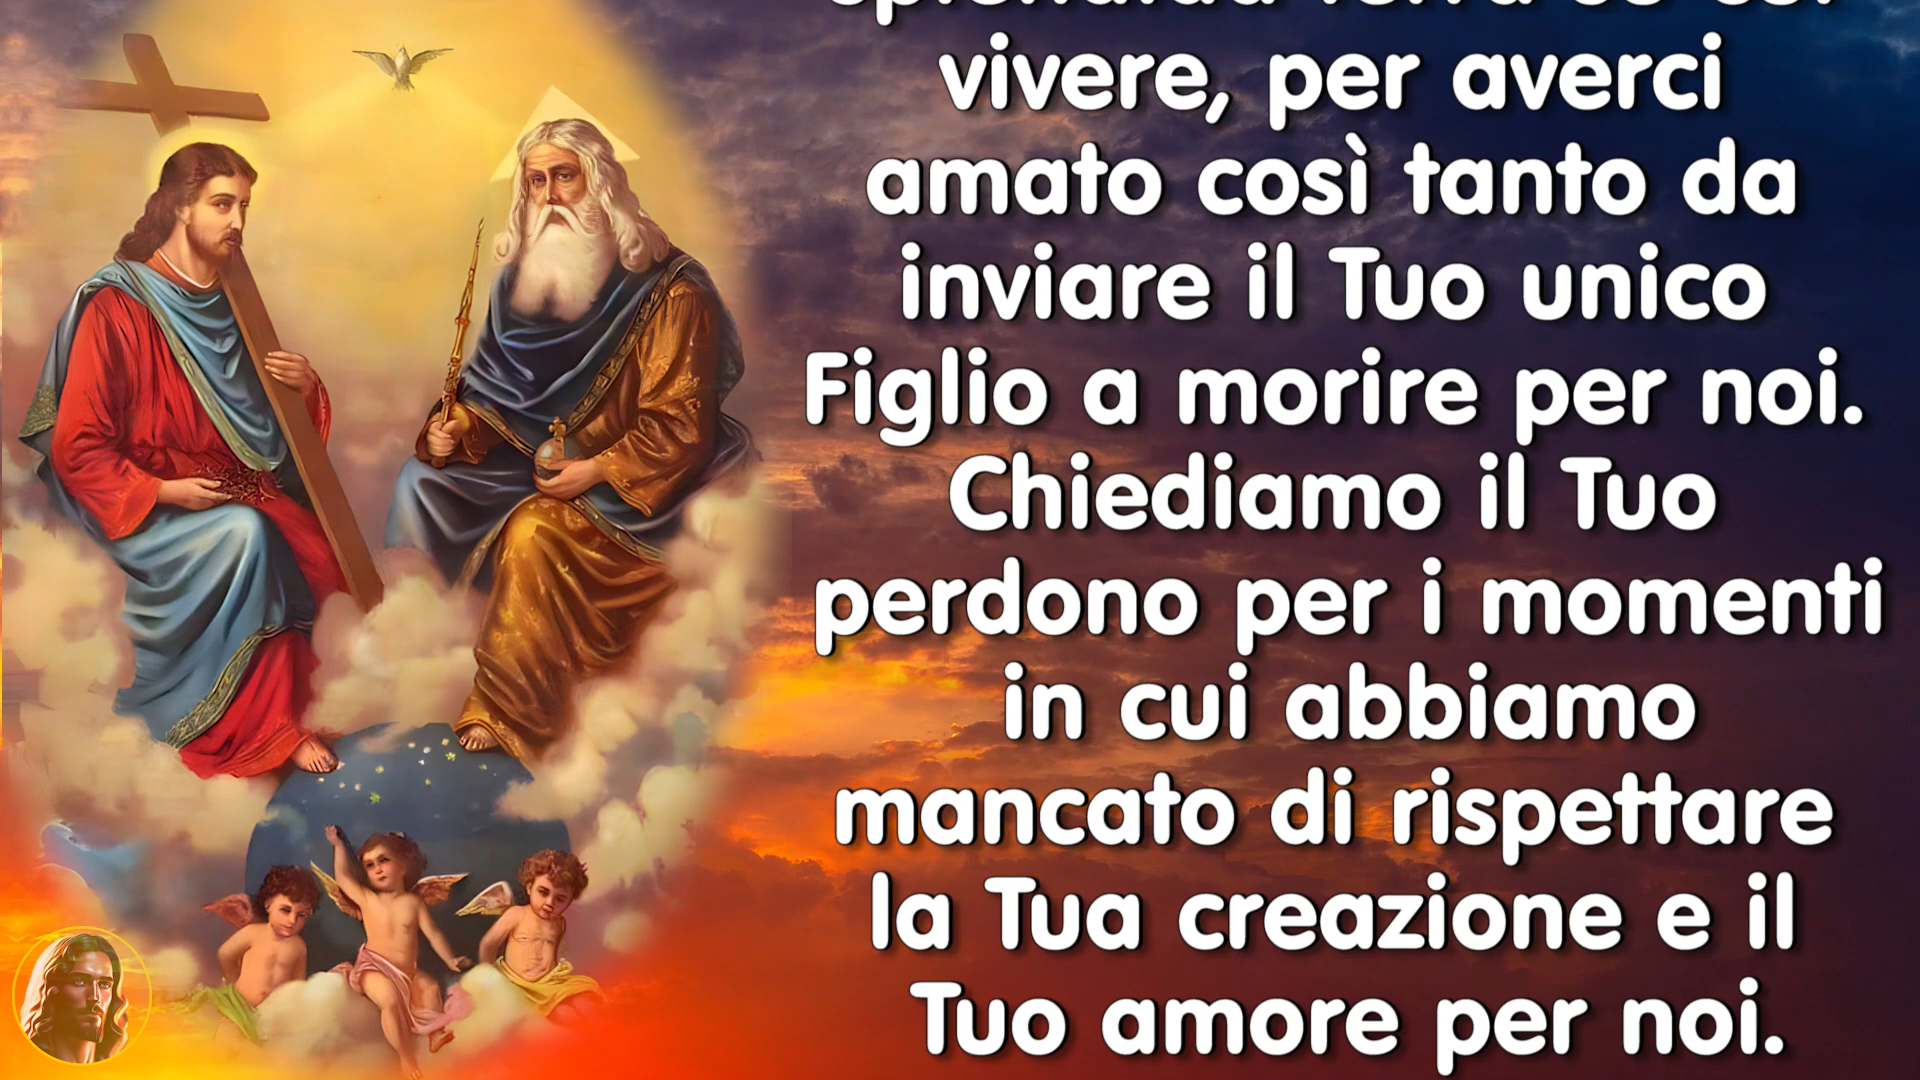 vivere, per averci
amato così tanto da
inviare il Tuo unico
Figlio a morire per noi.
Chiediamo il Tuo
perdono per i momenti
in cui abbiamo
mancato di rispettare
la Tua creazione e il
Tuo amore per noi.